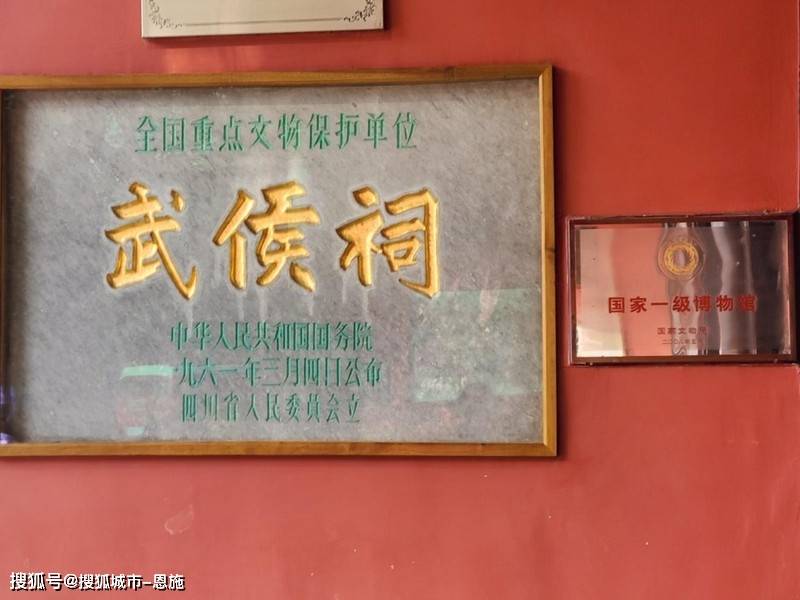 全国重点文物保护单位
武侯祠
中华人民共和国国务院
一九六一年三月四日公布
四川省人民委員会立
国家一级博物馆
国家文物局
搜狐号@搜狐城市-恩施